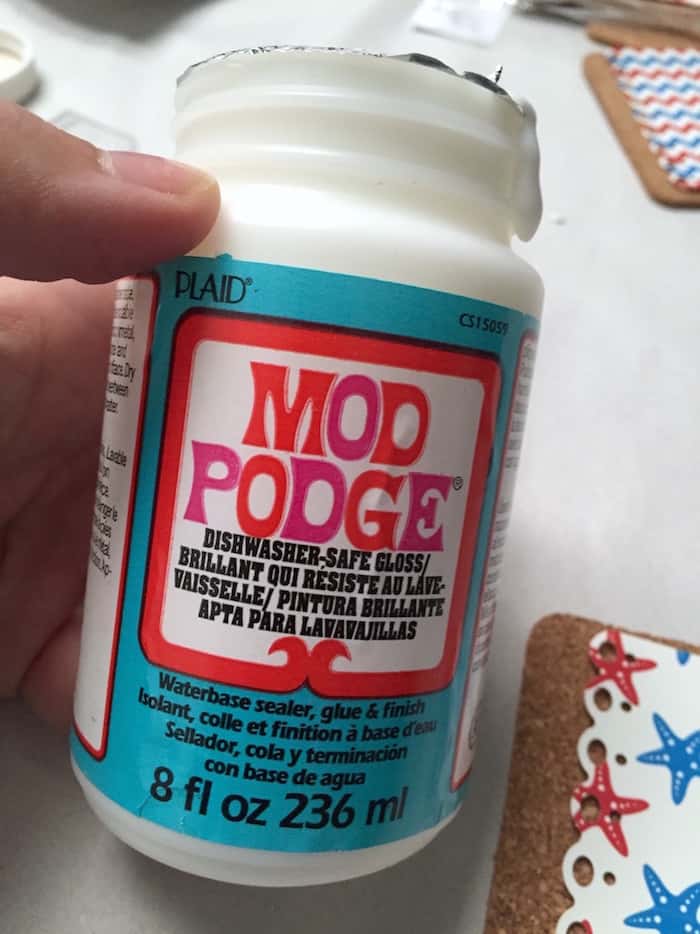 PLAID®
CS15059
MOD
PODGE®
DISHWASHER-SAFE GLOSS/
BRILLANT QUI RÉSISTE AU LAVE-
VAISSELLE/ PINTURA BRILLANTE
APTA PARA LAVAVAJILLAS
Waterbase sealer, glue & finish
Isolant, colle et finition à base d'eau
Sellador, cola y terminación
con base de agua
8 fl oz 236 ml